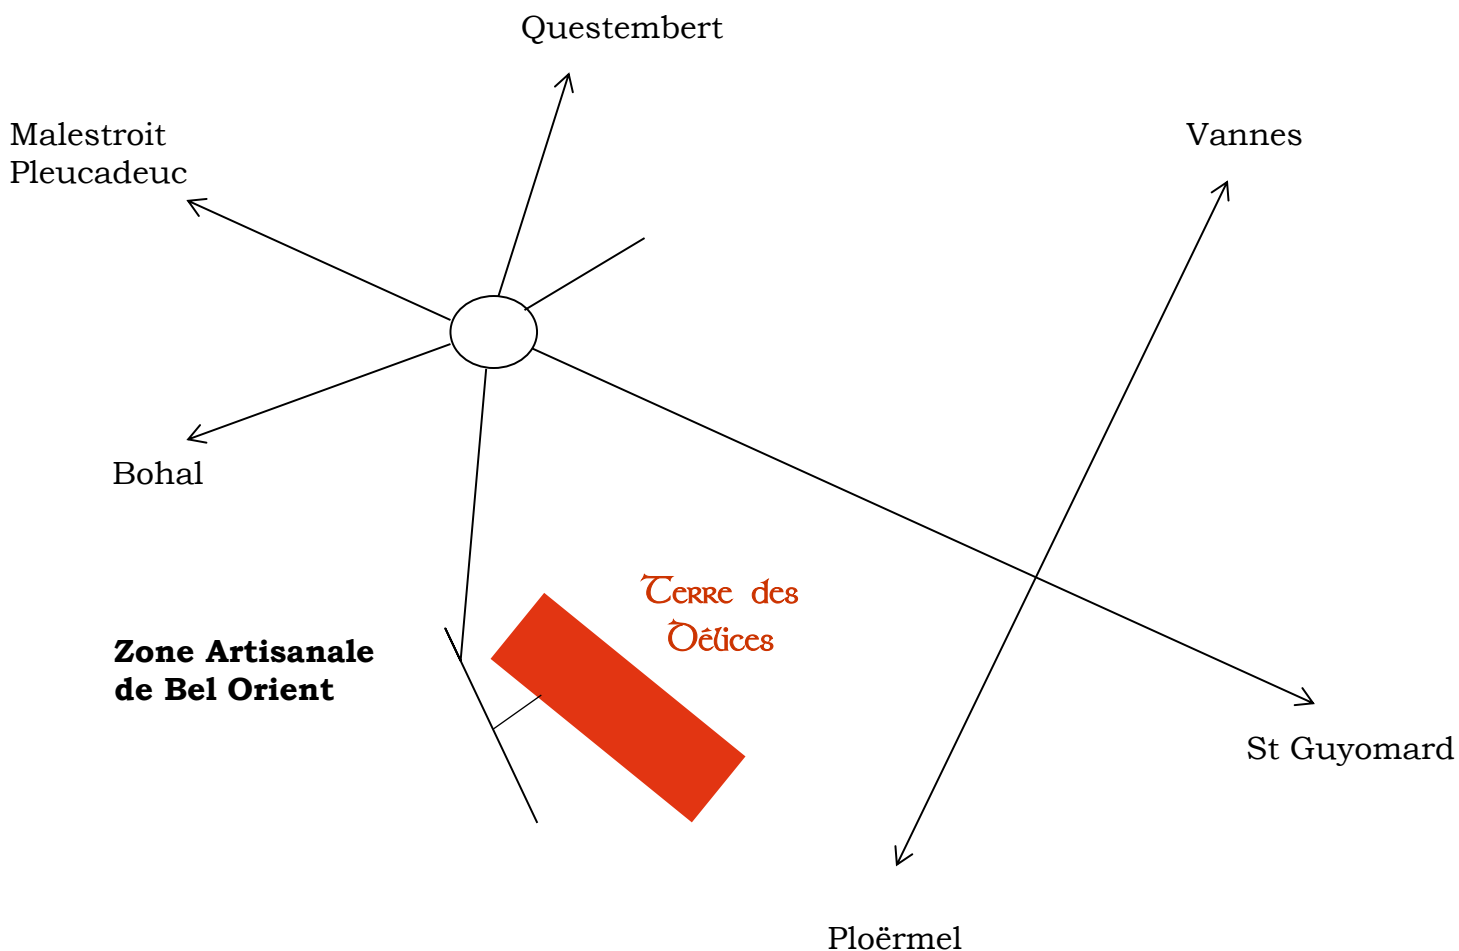 Questembert
Malestroit
Pleucadeuc
Vannes
Bohal
Terre des
Délices
Zone Artisanale
de Bel Orient
St Guyomard
Ploërmel